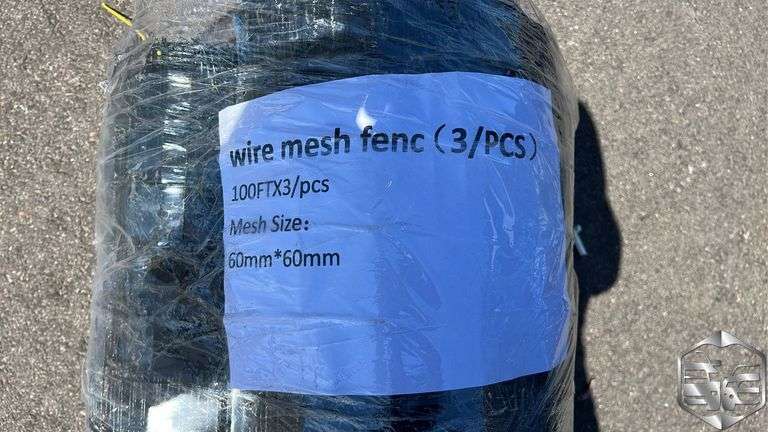 wire mesh fenc（3/PCS）
100FTX3/pcs
Mesh Size：
60mm*60mm